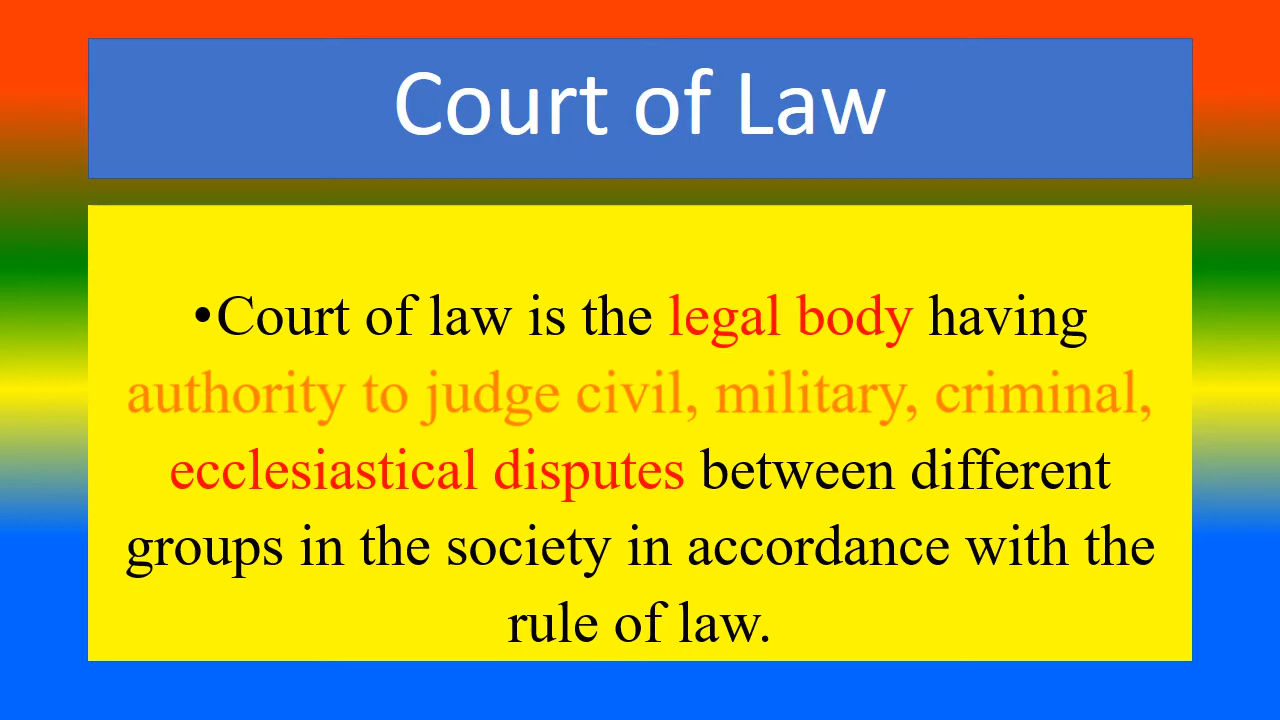 Court of Law
•Court of law is the legal body having
authority to judge civil, military, criminal,
ecclesiastical disputes between different
groups in the society in accordance with the
rule of law.